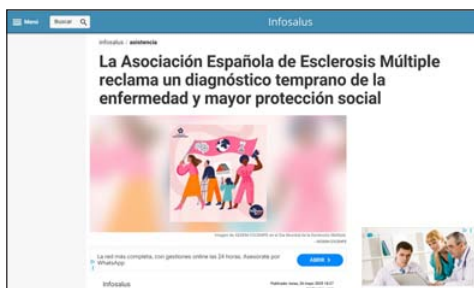 Menú
Buscar
Infosalus
infosalus / asistencia
La Asociación Española de Esclerosis Múltiple
reclama un diagnóstico temprano de la
enfermedad y mayor protección social
La red más completa, con gestiones online las 24 horas. Asesórate por
WhatsApp
ABRIR >
Infosalus